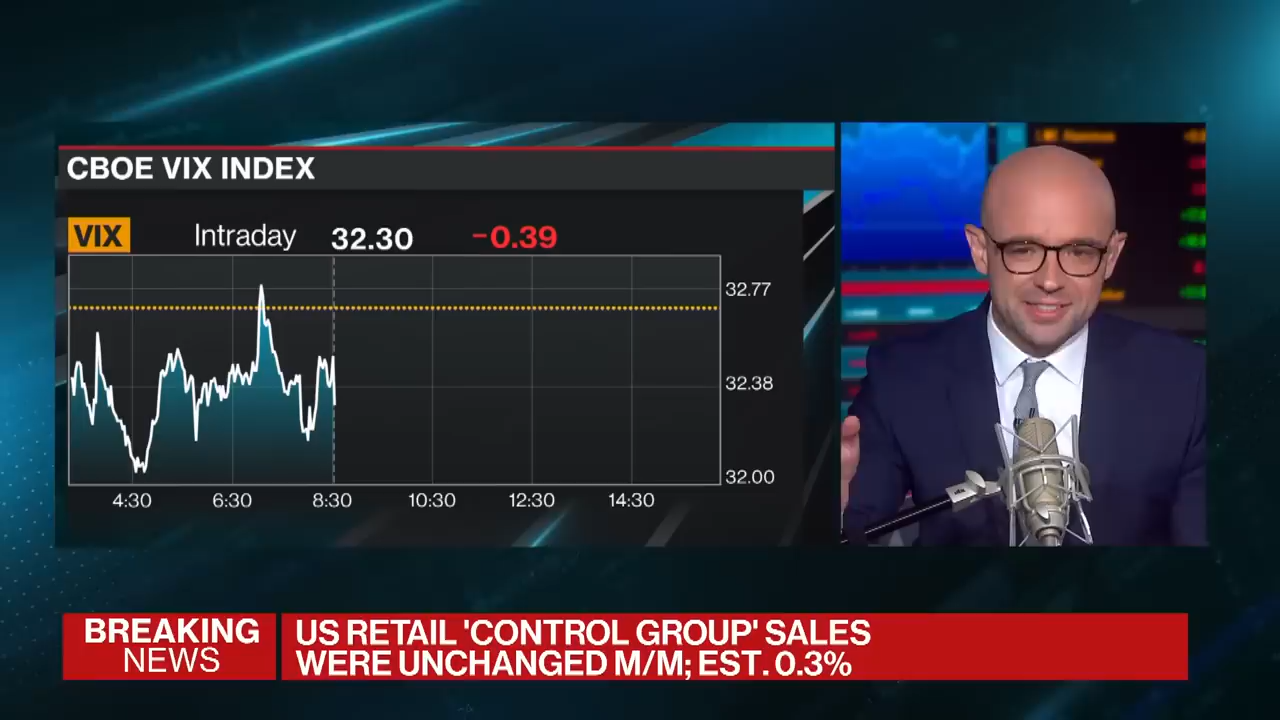 CBOE VIX INDEX
VIX Intraday 32.30 -0.39
32.77
32.38
32.00
4:30 6:30 8:30 10:30 12:30 14:30
BREAKING
NEWS
US RETAIL 'CONTROL GROUP' SALES
WERE UNCHANGED M/M; EST. 0.3%